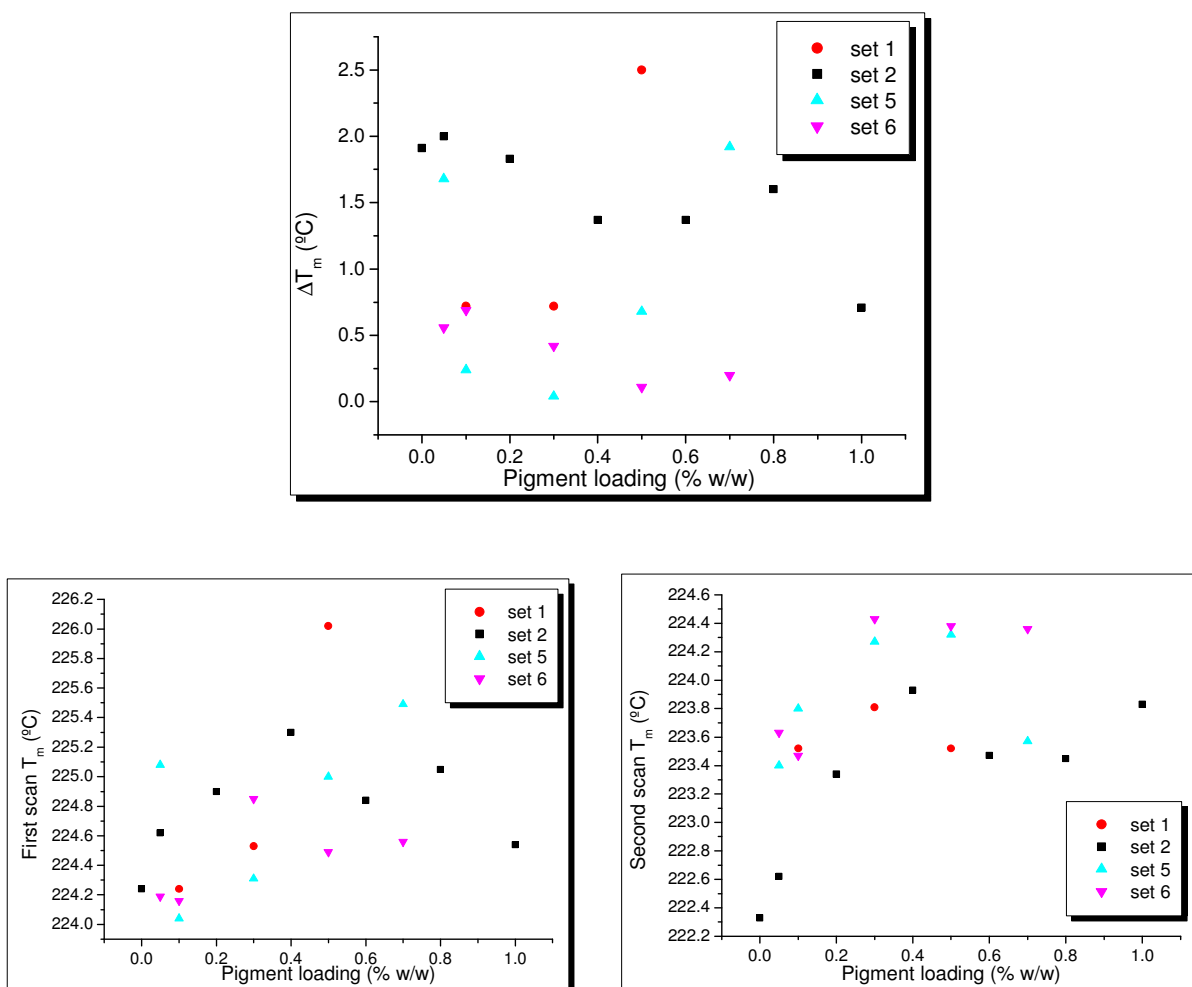 set 1
set 2
set 5
set 6
2.5
2.0
1.5
1.0
0.5
0.0
ΔTm (ºC)
0.0 0.2 0.4 0.6 0.8 1.0
Pigment loading (% w/w)
226.2
226.0
225.8
225.6
225.4
225.2
225.0
224.8
224.6
224.4
224.2
224.0
First scan Tm (ºC)
set 1
set 2
set 5
set 6
0.0 0.2 0.4 0.6 0.8 1.0
Pigment loading (% w/w)
224.6
224.4
224.2
224.0
223.8
223.6
223.4
223.2
223.0
222.8
222.6
222.4
222.2
Second scan Tm (ºC)
set 1
set 2
set 5
set 6
0.0 0.2 0.4 0.6 0.8 1.0
Pigment loading (% w/w)